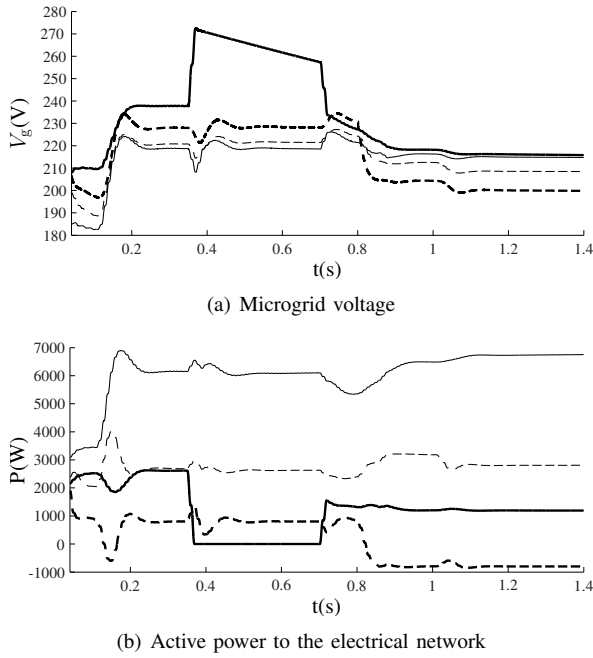 280
270
260
250
240
230
220
210
200
190
180
V_g(V)
0.2 0.4 0.6 0.8 1 1.2 1.4
t(s)
(a) Microgrid voltage
7000
6000
5000
4000
3000
2000
1000
0
-1000
P(W)
0.2 0.4 0.6 0.8 1 1.2 1.4
t(s)
(b) Active power to the electrical network